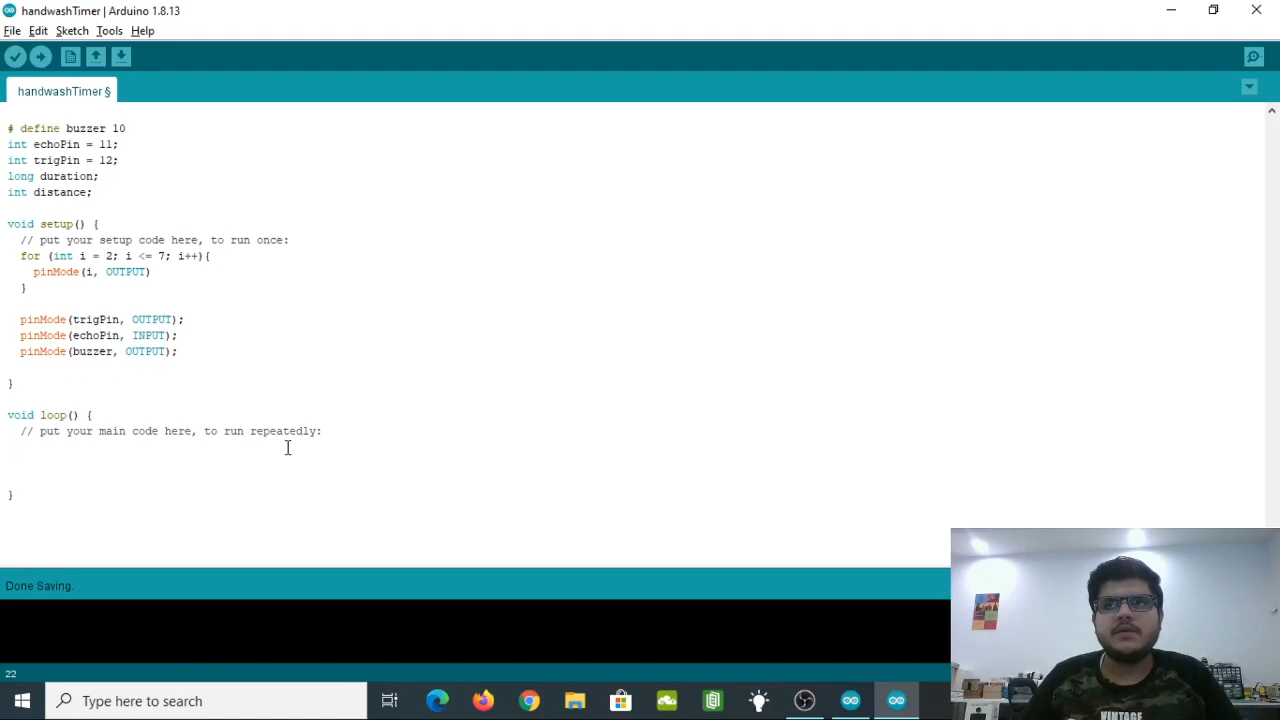 handwashTimer | Arduino 1.8.13
File Edit Sketch Tools Help
handwashTimer §
# define buzzer 10
int echoPin = 11;
int trigPin = 12;
long duration;
int distance;
void setup() {
// put your setup code here, to run once:
for (int i = 2; i <= 7; i++){
pinMode(i, OUTPUT)
}
pinMode(trigPin, OUTPUT);
pinMode(echoPin, INPUT);
pinMode(buzzer, OUTPUT);
}
void loop() {
// put your main code here, to run repeatedly:
}
Done Saving.
22
Type here to search
VINTAGE